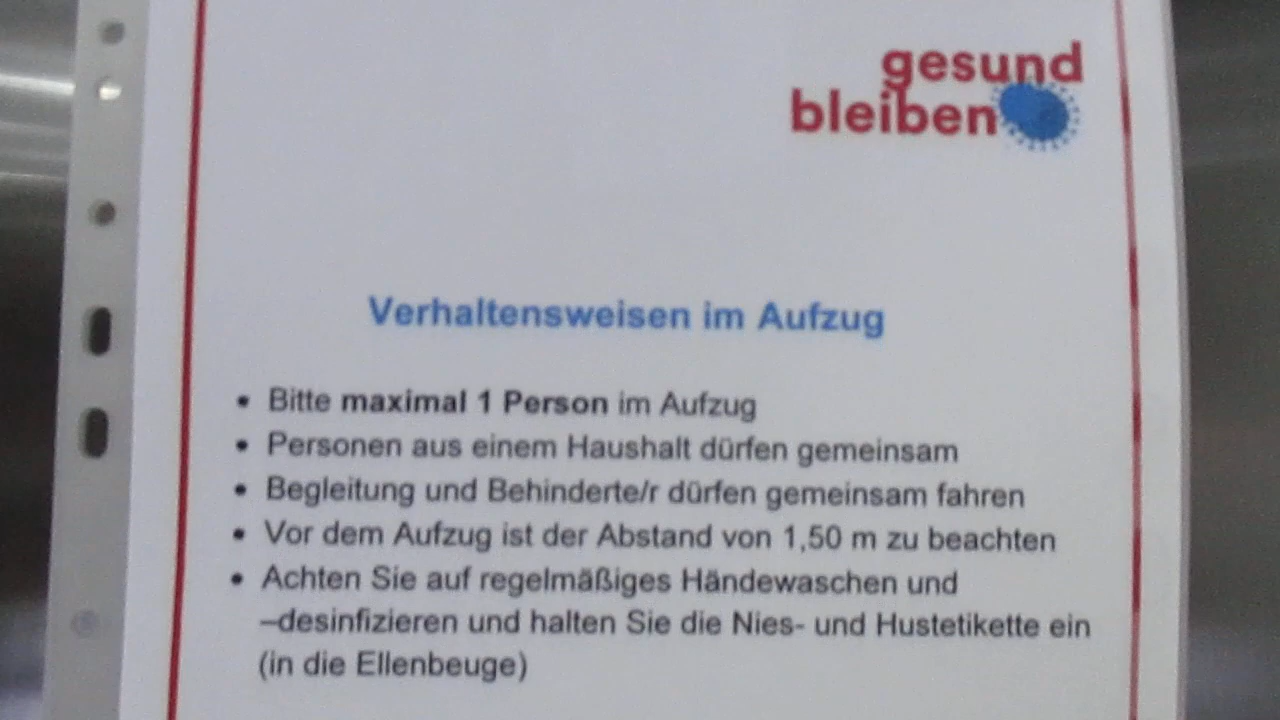 gesund
bleiben
Verhaltensweisen im Aufzug
• Bitte maximal 1 Person im Aufzug
• Personen aus einem Haushalt dürfen gemeinsam
• Begleitung und Behinderte/r dürfen gemeinsam fahren
• Vor dem Aufzug ist der Abstand von 1,50 m zu beachten
• Achten Sie auf regelmäßiges Händewaschen und
–desinfizieren und halten Sie die Nies- und Hustetikette ein
(in die Ellenbeuge)